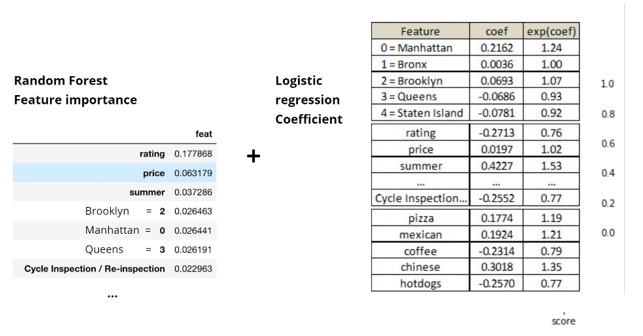 Random Forest
Feature importance
feat
rating 0.177868
price 0.063179
summer 0.037286
Brooklyn = 2 0.026463
Manhattan = 0 0.026441
Queens = 3 0.026191
Cycle Inspection / Re-inspection 0.022963
...
+
Logistic
regression
Coefficient
Feature coef exp(coef)
0 = Manhattan 0.2162 1.24
1 = Bronx 0.0036 1.00
2 = Brooklyn 0.0693 1.07
3 = Queens -0.0686 0.93
4 = Staten Island -0.0781 0.92
rating -0.2713 0.76
price 0.0197 1.02
summer 0.4227 1.53
... ... ...
Cycle Inspection... -0.2552 0.77
pizza 0.1774 1.19
mexican 0.1924 1.21
coffee -0.2314 0.79
chinese 0.3018 1.35
hotdogs -0.2570 0.77
1.0
0.8
0.6
0.4
0.2
0.0
score